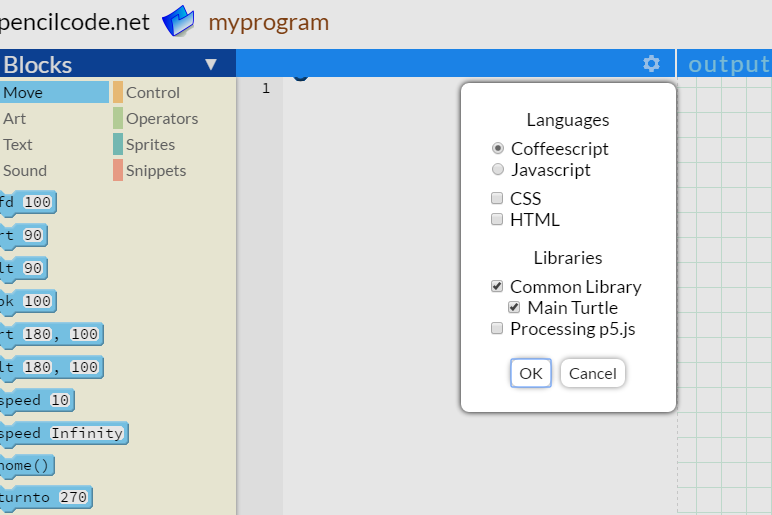 pencilcode.net myprogram
Blocks ▼
output
Move Control
Art Operators
Text Sprites
Sound Snippets
fd 100
rt 90
lt 90
bk 100
rt 180, 100
lt 180, 100
speed 10
speed Infinity
home()
turnto 270
1
Languages
Coffeescript
Javascript
CSS
HTML
Libraries
Common Library
Main Turtle
Processing p5.js
OK Cancel